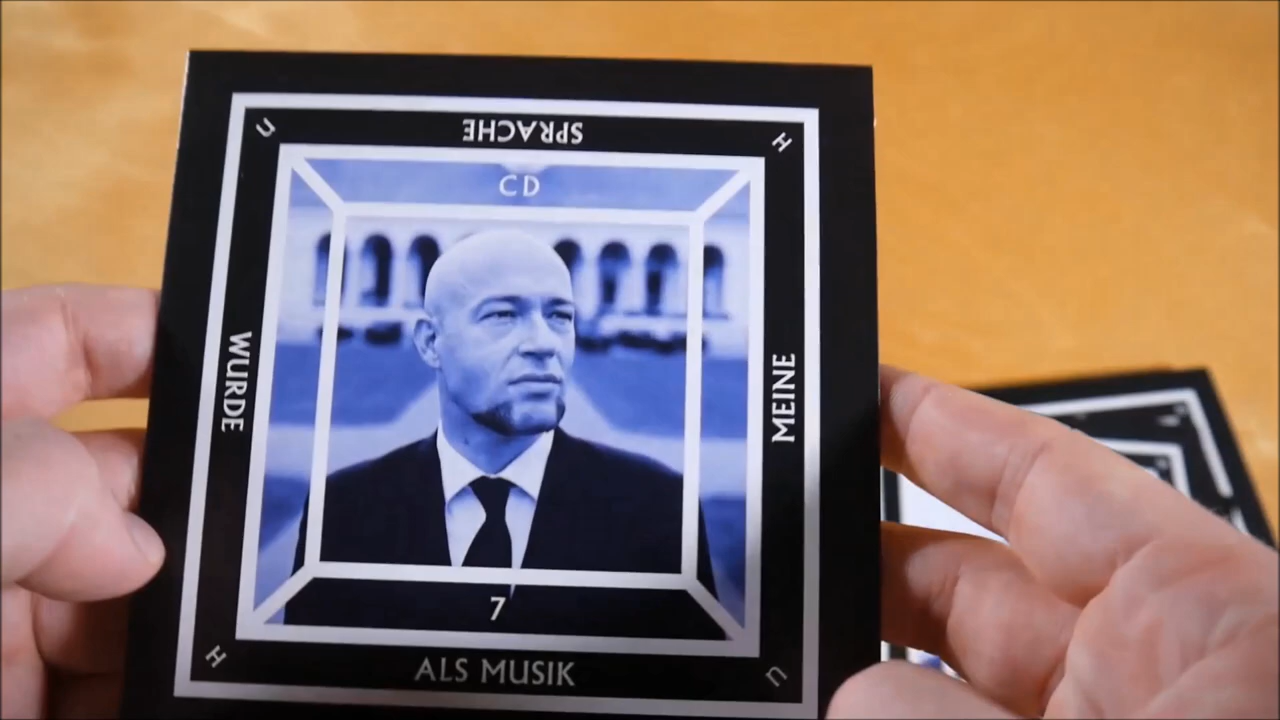 U
SPRACHE
H
CD
WURDE
MEINE
7
H
ALS MUSIK
U